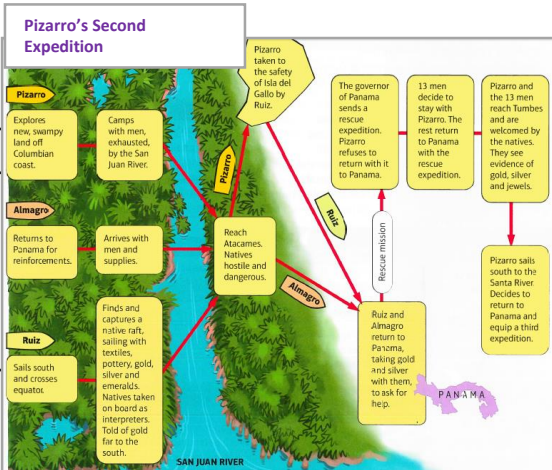 Pizarro's Second
Expedition
Pizarro
Explores
new, swampy
land off
Columbian
coast.
Camps
with men,
exhausted,
by the San
Juan River.
Almagro
Returns to
Panama for
reinforcements.
Arrives with
men and
supplies.
Ruiz
Sails south
and crosses
equator.
Finds and
captures a
native raft,
sailing with
textiles,
pottery, gold,
silver and
emeralds.
Natives taken
on board as
interpreters.
Told of gold
far to the
south.
SAN JUAN RIVER
Reach
Atacames.
Natives
hostile and
dangerous.
Pizarro
Pizarro
taken to
the safety
of Isla del
Gallo by
Ruiz.
Ruiz
Almagro
Ruiz and
Almagro
return to
Panama,
taking gold
and silver
with them,
to ask for
help.
PANAMA
Rescue mission
The governor
of Panama
sends a
rescue
expedition.
Pizarro
refuses to
return with it
to Panama.
13 men
decide to
stay with
Pizarro. The
rest return
to Panama
with the
rescue
expedition.
Pizarro and
the 13 men
reach Tumbes
and are
welcomed by
the natives.
They see
evidence of
gold, silver
and jewels.
Pizarro sails
south to the
Santa River.
Decides to
return to
Panama and
equip a third
expedition.